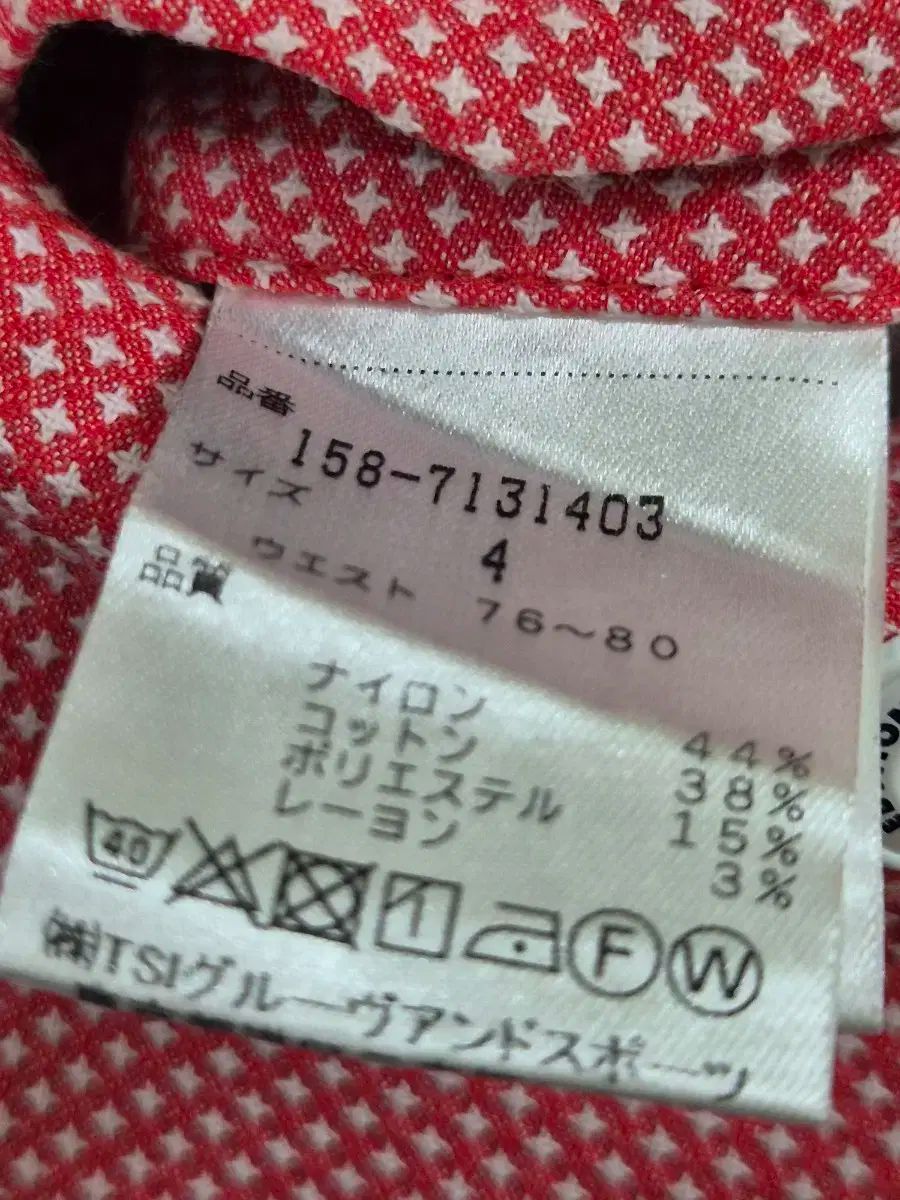 品番
158-7131403
サイズ 4
ウエスト 76～80
品質
ナイロン 44%
コットン 38%
ポリエステル 15%
レーヨン 3%
40
F
W
㈱TSIグルーヴアンドスポーツ